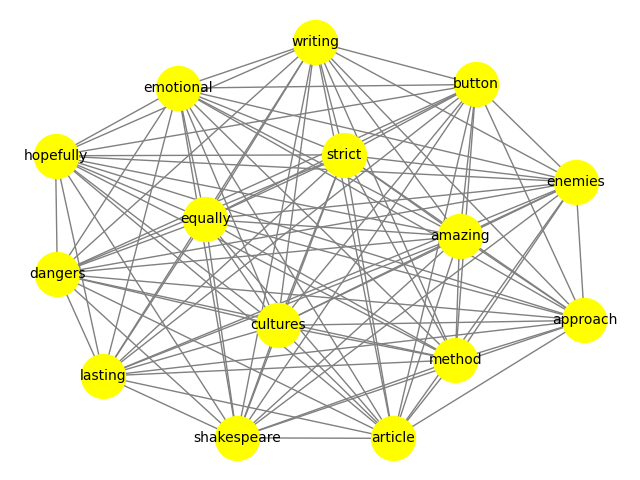 writing
button
emotional
hopefully
strict
enemies
equally
amazing
dangers
approach
cultures
method
lasting
shakespeare
article